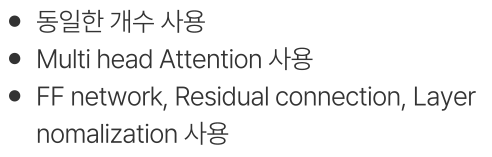 • 동일한 개수 사용
• Multi head Attention 사용
• FF network, Residual connection, Layer
nomalization 사용